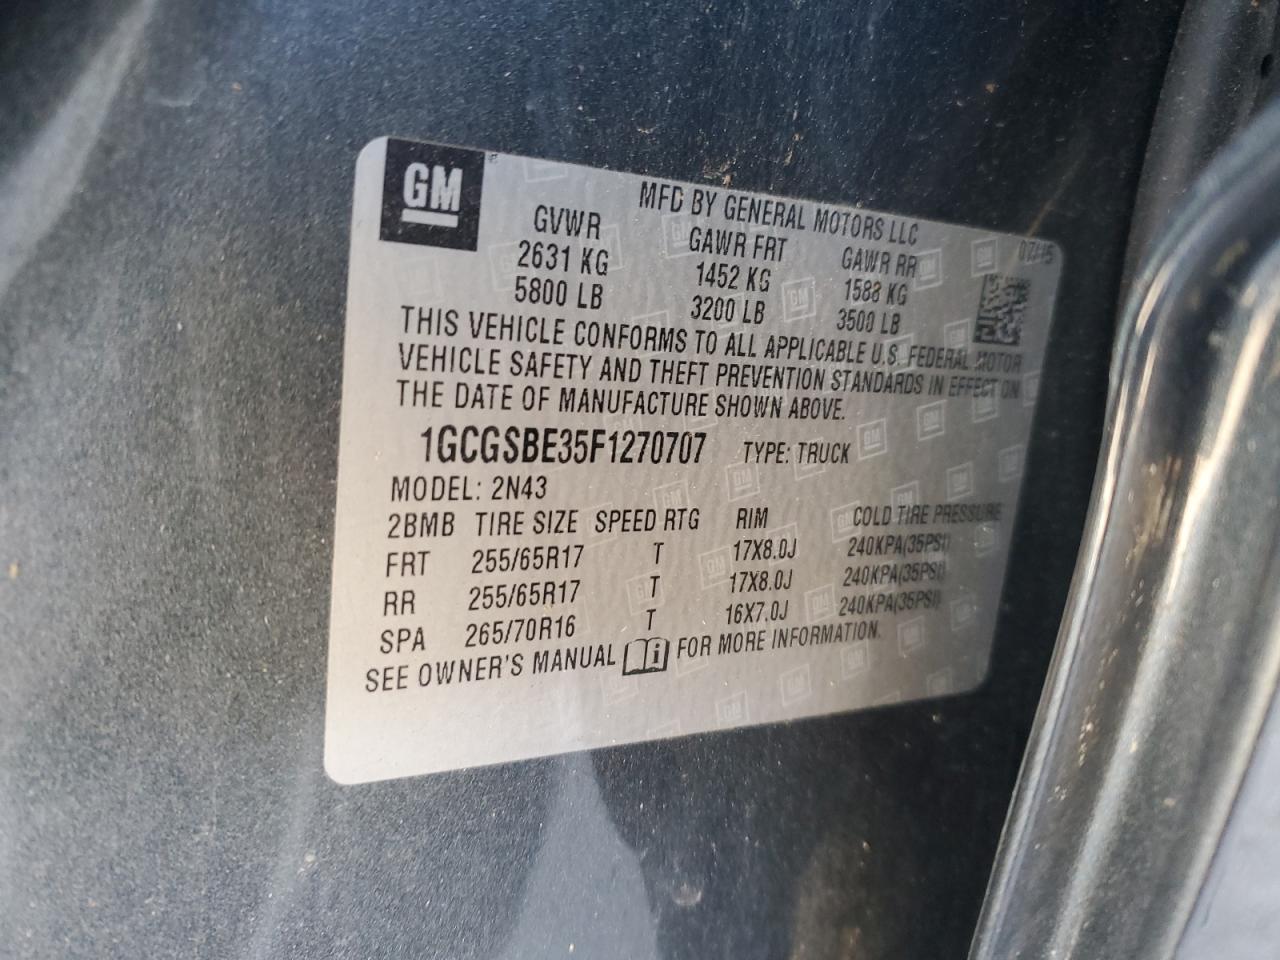 GM
MFD BY GENERAL MOTORS LLC
07/15
GVWR GAWR FRT GAWR RR
2631 KG 1452 KG 1588 KG
5800 LB 3200 LB 3500 LB
THIS VEHICLE CONFORMS TO ALL APPLICABLE U.S. FEDERAL MOTOR
VEHICLE SAFETY AND THEFT PREVENTION STANDARDS IN EFFECT ON
THE DATE OF MANUFACTURE SHOWN ABOVE.
1GCGSBE35F1270707 TYPE: TRUCK
MODEL: 2N43
2BMB TIRE SIZE SPEED RTG RIM COLD TIRE PRESSURE
FRT 255/65R17 T 17X8.0J 240KPA(35PSI)
RR 255/65R17 T 17X8.0J 240KPA(35PSI)
SPA 265/70R16 T 16X7.0J 240KPA(35PSI)
SEE OWNER'S MANUAL FOR MORE INFORMATION.